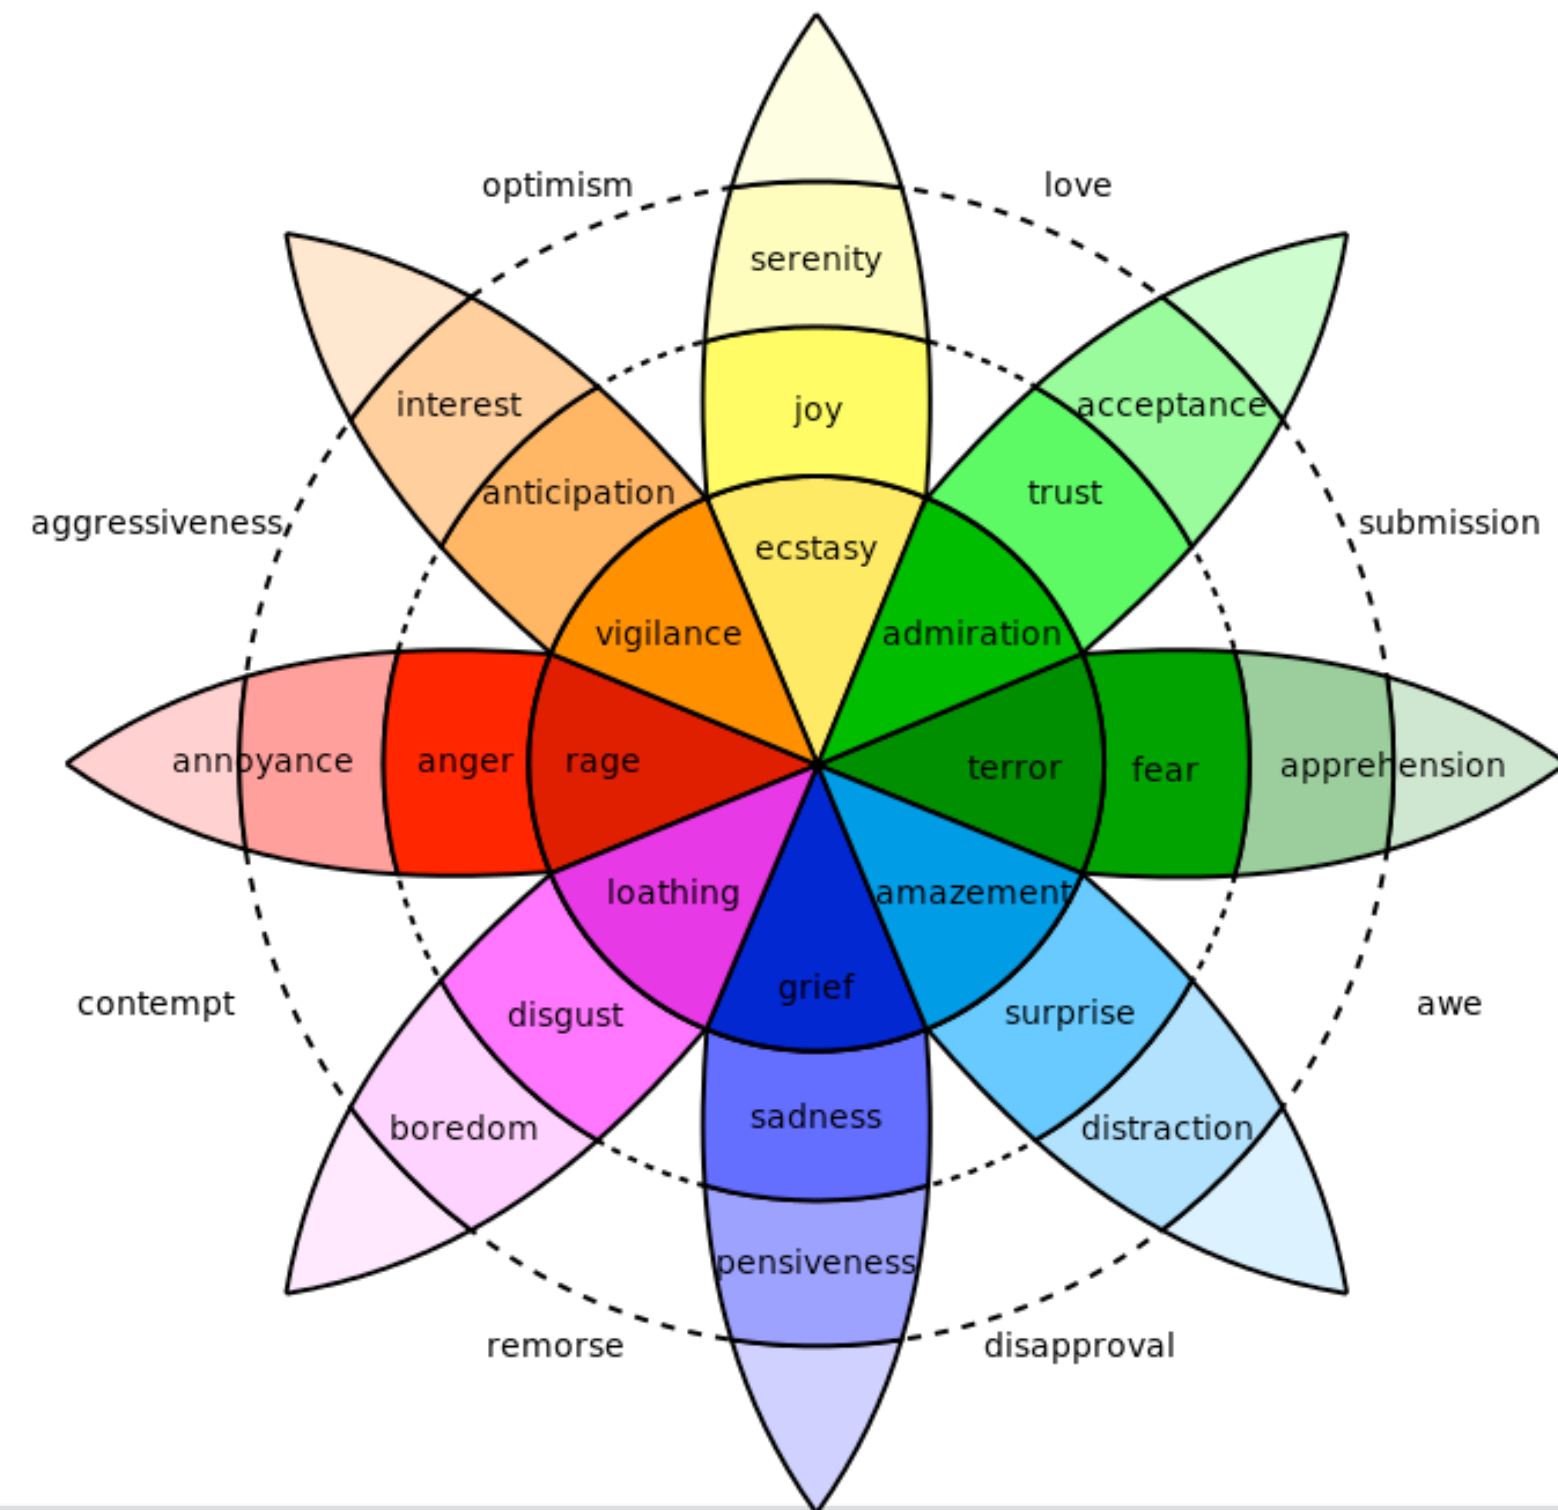 optimism
love
serenity
interest
joy
acceptance
anticipation
trust
aggressiveness
submission
ecstasy
vigilance
admiration
annoyance
anger
rage
terror
fear
apprehension
loathing
amazement
grief
contempt
awe
disgust
surprise
sadness
boredom
distraction
pensiveness
remorse
disapproval